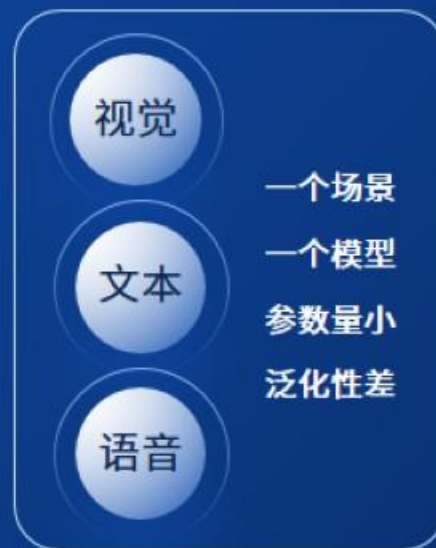 视觉
文本
语音
一个场景
一个模型
参数量小
泛化性差